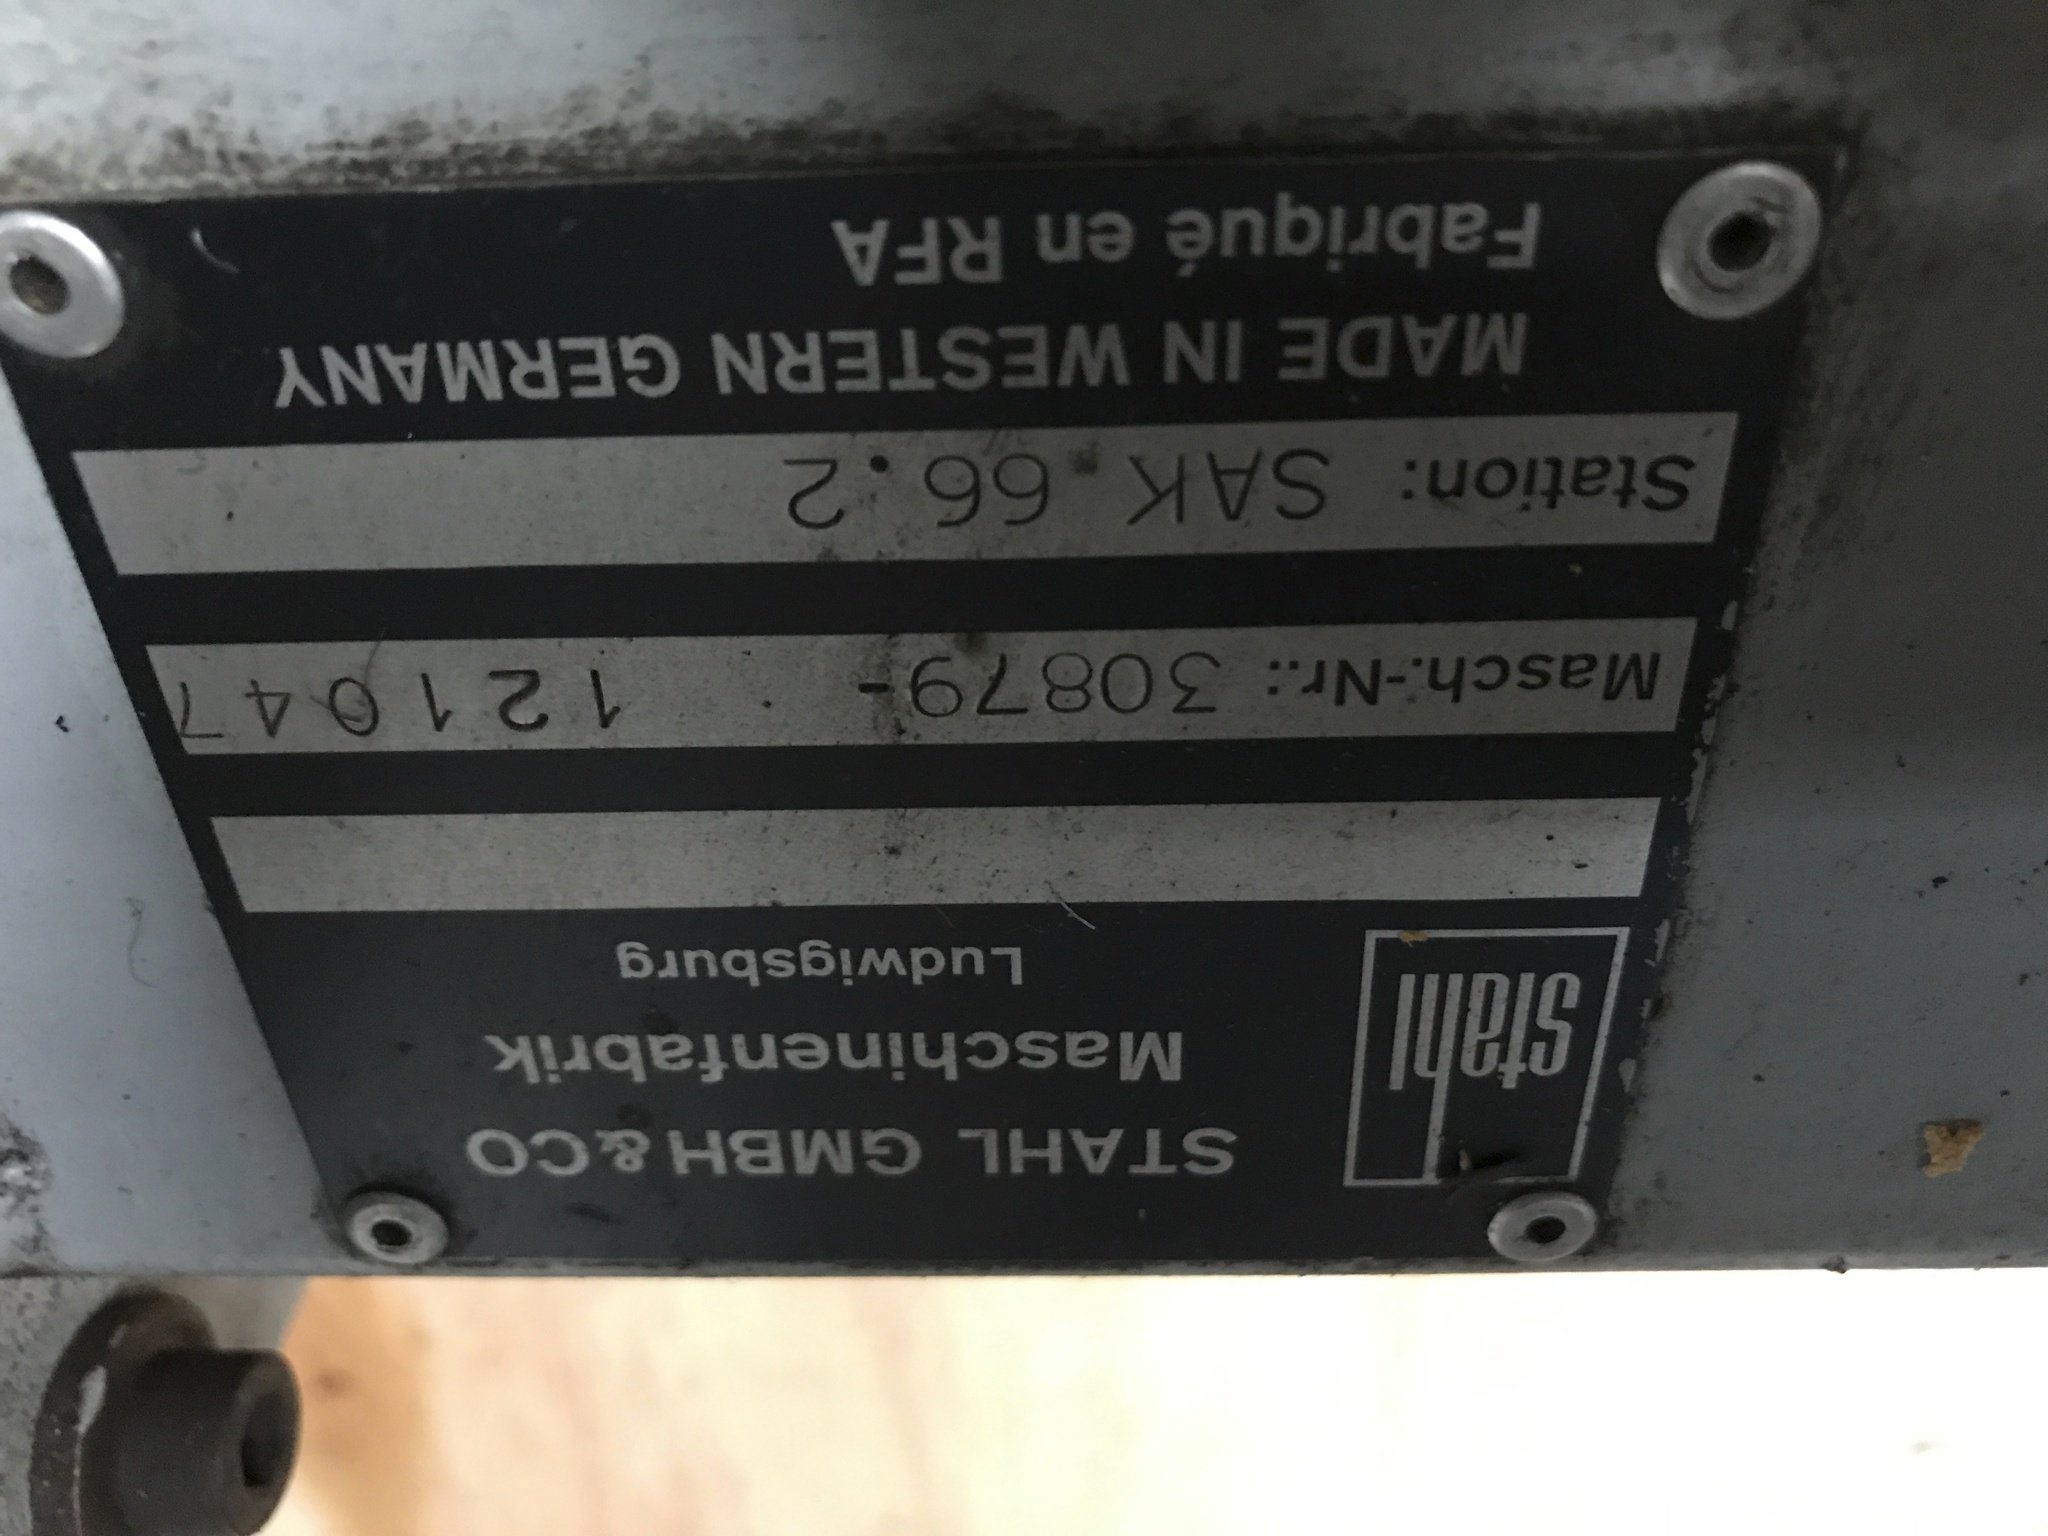 stahl
STAHL GMBH & CO
Maschinenfabrik
Ludwigsburg
Masch.-Nr.: 30879- 121047
Station: SAK 66.2
MADE IN WESTERN GERMANY
Fabriqué en RFA